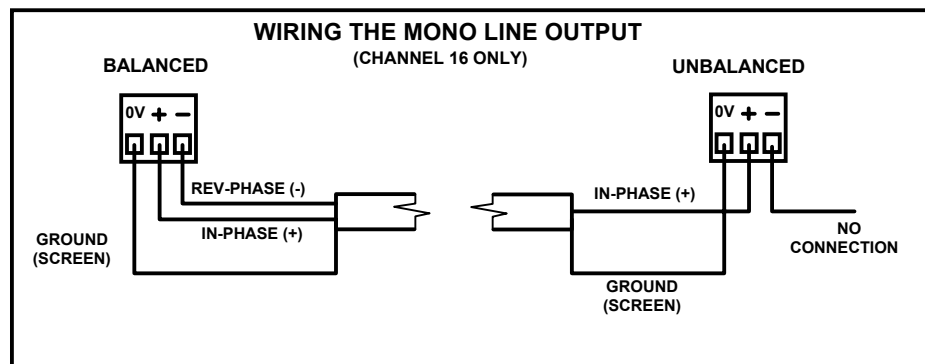 WIRING THE MONO LINE OUTPUT
(CHANNEL 16 ONLY)
BALANCED
UNBALANCED
0V + −
0V + −
REV-PHASE (-)
IN-PHASE (+)
IN-PHASE (+)
GROUND
(SCREEN)
NO
CONNECTION
GROUND
(SCREEN)